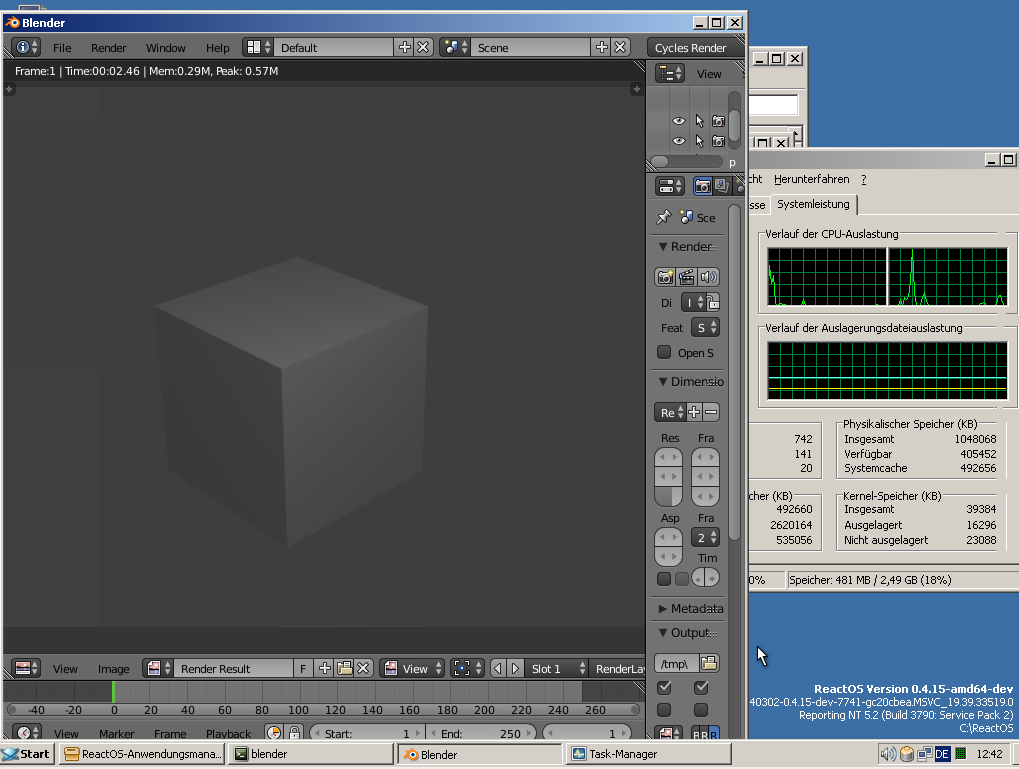 Blender
File Render Window Help Default Scene Cycles Render
Frame:1 | Time:00:02.46 | Mem:0.29M, Peak: 0.57M
View
p
Sce
Render
Di I
Feat S
Open S
Dimensio
Re
Res Fra
Asp Fra
2
Tim
Metadata
Output
/tmp\
View Image Render Result F View Slot 1 RenderLay
-40 -20 0 20 40 60 80 100 120 140 160 180 200 220 240 260
View Marker Frame Playback Start: 1 End: 250 1
BBR
cht Herunterfahren ?
sse Systemleistung
Verlauf der CPU-Auslastung
Verlauf der Auslagerungsdateiauslastung
742
141
20
Physikalischer Speicher (KB)
Insgesamt 1048068
Verfügbar 405452
Systemcache 492656
cher (KB)
492660
2620164
535056
Kernel-Speicher (KB)
Insgesamt 39384
Ausgelagert 16296
Nicht ausgelagert 23088
0% Speicher: 481 MB / 2,49 GB (18%)
ReactOS Version 0.4.15-amd64-dev
40302-0.4.15-dev-7741-gc20cbea.MSVC_19.39.33519.0
Reporting NT 5.2 (Build 3790: Service Pack 2)
C:\ReactOS
Start ReactOS-Anwendungsmana... blender Blender Task-Manager DE 12:42